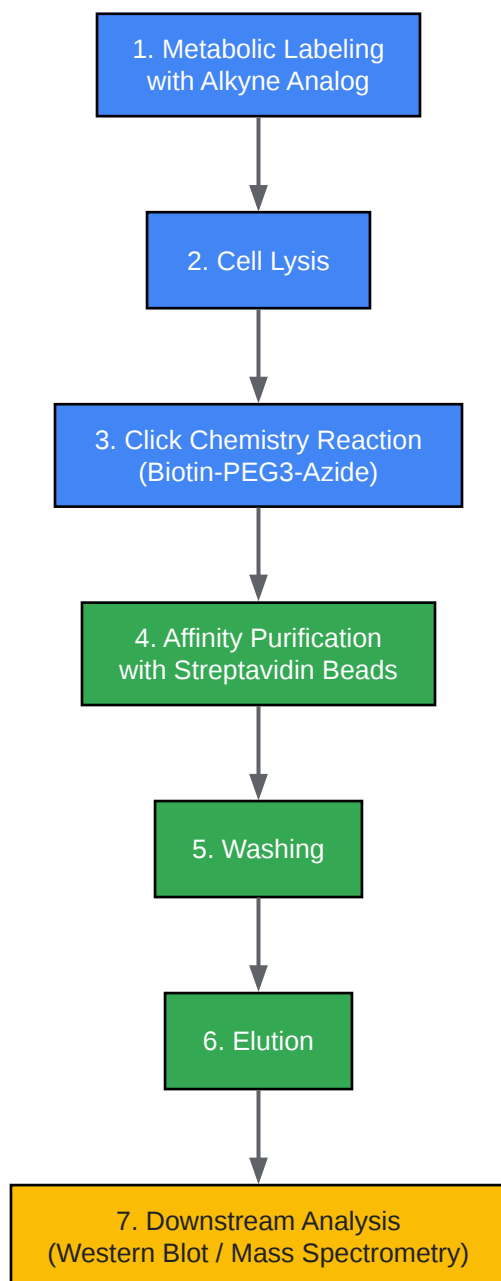 1. Metabolic Labeling
with Alkyne Analog
2. Cell Lysis
3. Click Chemistry Reaction
(Biotin-PEG3-Azide)
4. Affinity Purification
with Streptavidin Beads
5. Washing
6. Elution
7. Downstream Analysis
(Western Blot / Mass Spectrometry)